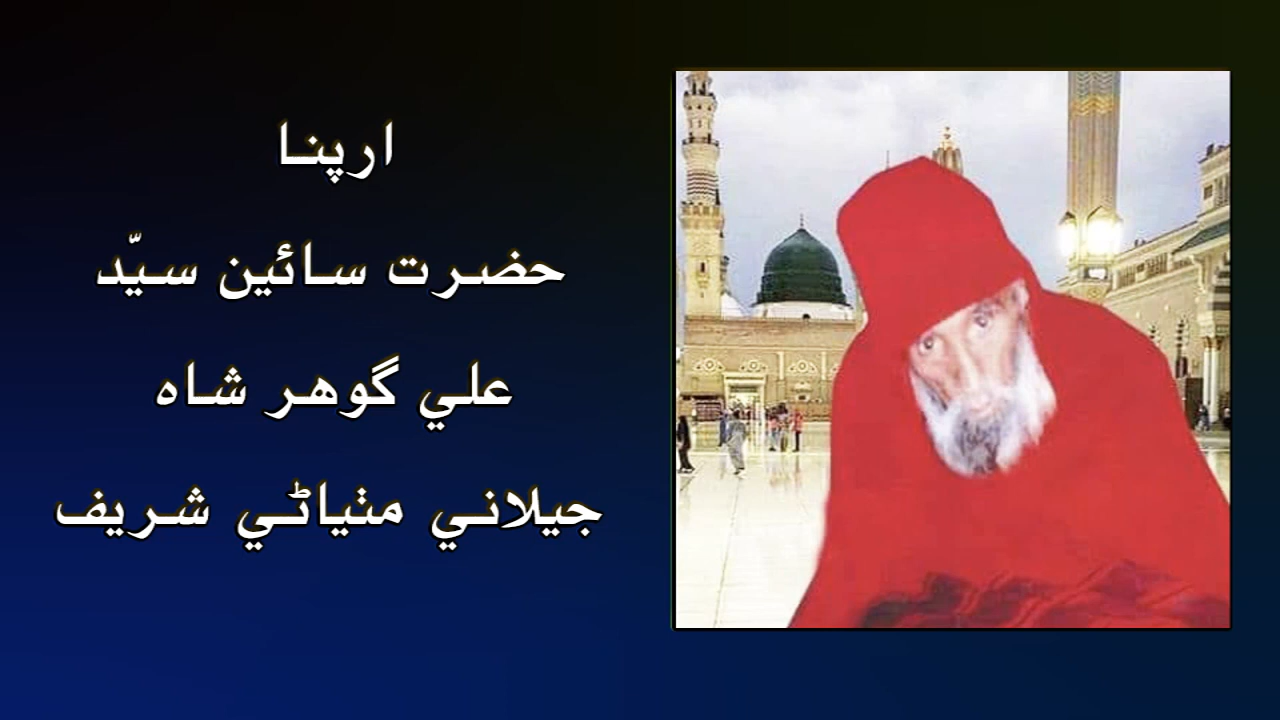 ارپنا
حضرت سائين سيّد
علي گوهر شاه
جيلاني مٽياڻي شريف